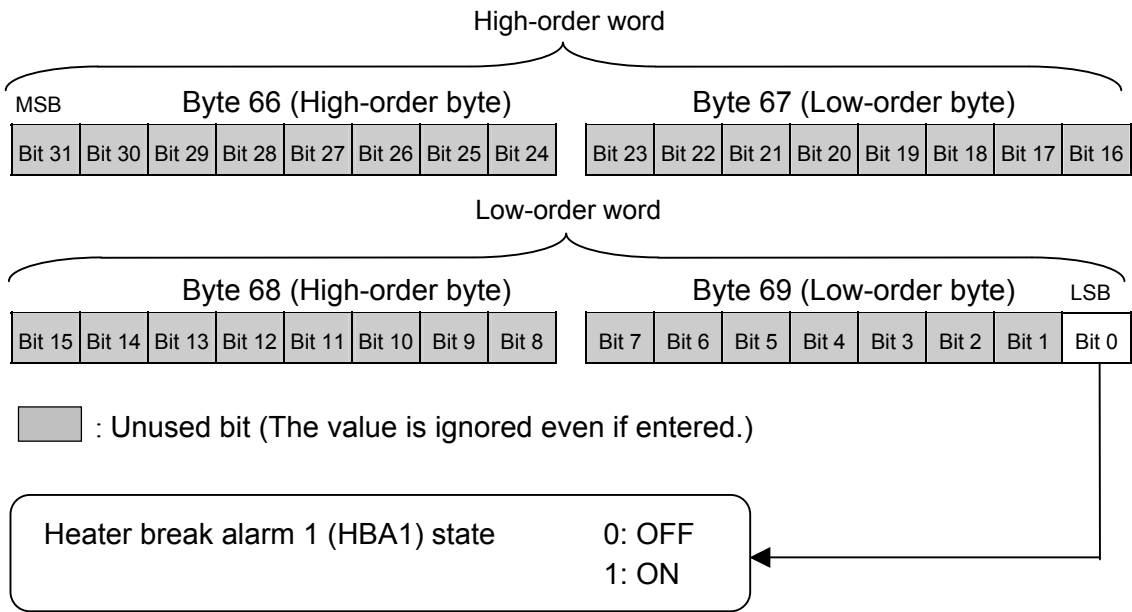 High-order word
MSB Byte 66 (High-order byte) Byte 67 (Low-order byte)
Bit 31 Bit 30 Bit 29 Bit 28 Bit 27 Bit 26 Bit 25 Bit 24 Bit 23 Bit 22 Bit 21 Bit 20 Bit 19 Bit 18 Bit 17 Bit 16
Low-order word
Byte 68 (High-order byte) Byte 69 (Low-order byte) LSB
Bit 15 Bit 14 Bit 13 Bit 12 Bit 11 Bit 10 Bit 9 Bit 8 Bit 7 Bit 6 Bit 5 Bit 4 Bit 3 Bit 2 Bit 1 Bit 0
: Unused bit (The value is ignored even if entered.)
Heater break alarm 1 (HBA1) state 0: OFF
1: ON